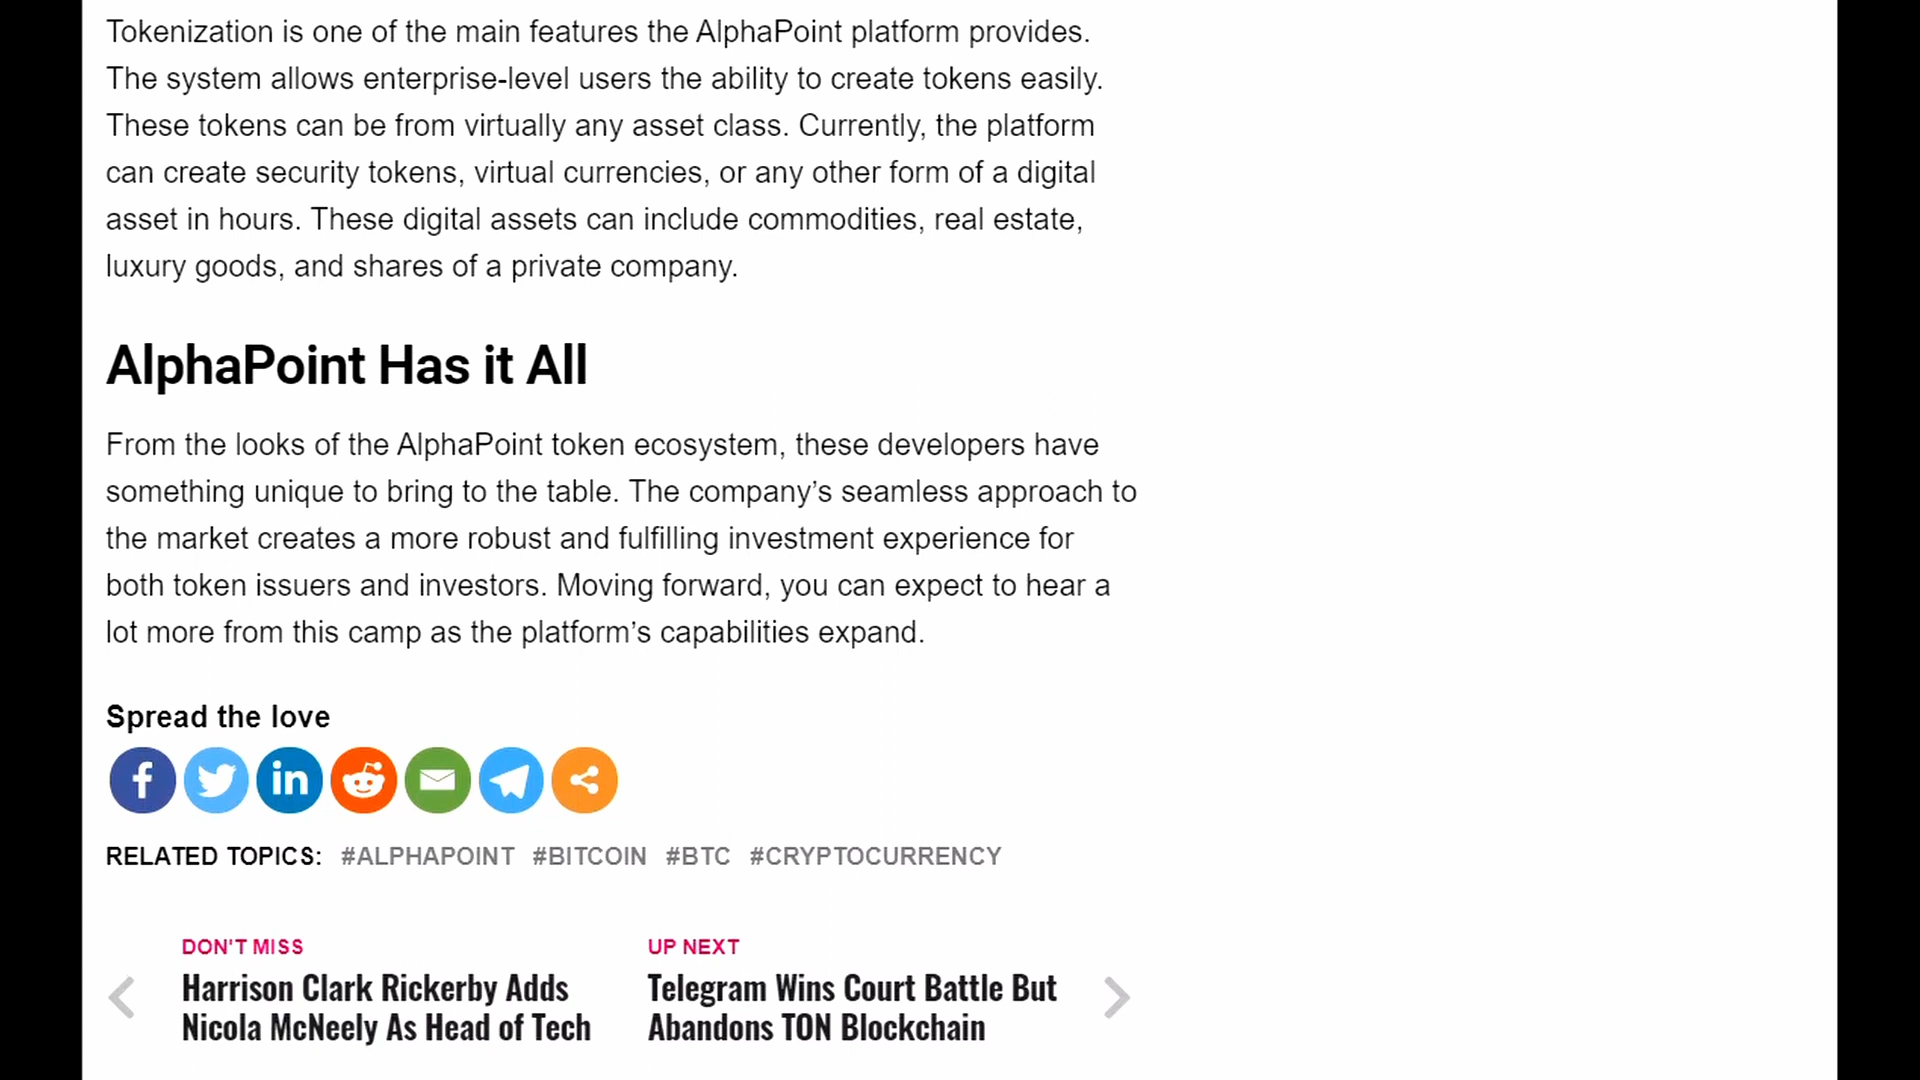 Tokenization is one of the main features the AlphaPoint platform provides.
The system allows enterprise-level users the ability to create tokens easily.
These tokens can be from virtually any asset class. Currently, the platform
can create security tokens, virtual currencies, or any other form of a digital
asset in hours. These digital assets can include commodities, real estate,
luxury goods, and shares of a private company.
AlphaPoint Has it All
From the looks of the AlphaPoint token ecosystem, these developers have
something unique to bring to the table. The company’s seamless approach to
the market creates a more robust and fulfilling investment experience for
both token issuers and investors. Moving forward, you can expect to hear a
lot more from this camp as the platform’s capabilities expand.
Spread the love
RELATED TOPICS: #ALPHAPOINT #BITCOIN #BTC #CRYPTOCURRENCY
DON'T MISS
Harrison Clark Rickerby Adds
Nicola McNeely As Head of Tech
UP NEXT
Telegram Wins Court Battle But
Abandons TON Blockchain